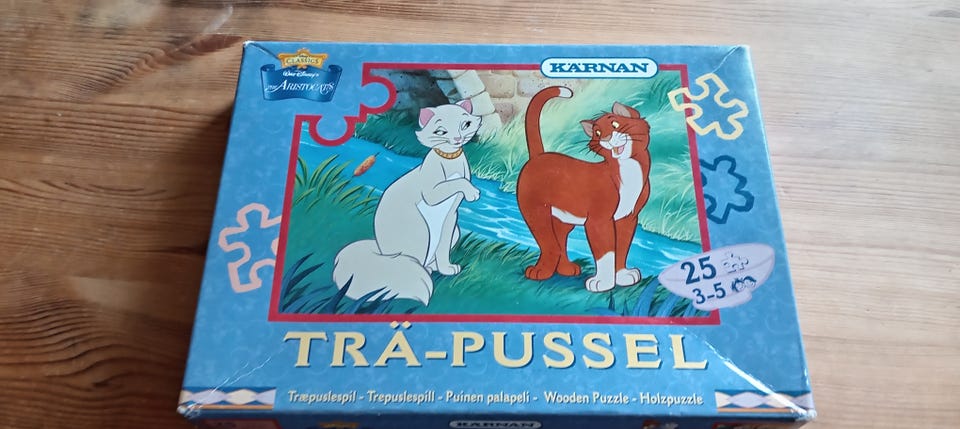 CLASSICS
Walt Disney's
THE ARISTOCATS
KÄRNAN
25
3-5
TRÄ-PUSSEL
Træpuslespil - Trepuslespill - Puinen palapeli - Wooden Puzzle - Holzpuzzle
KÄRNAN